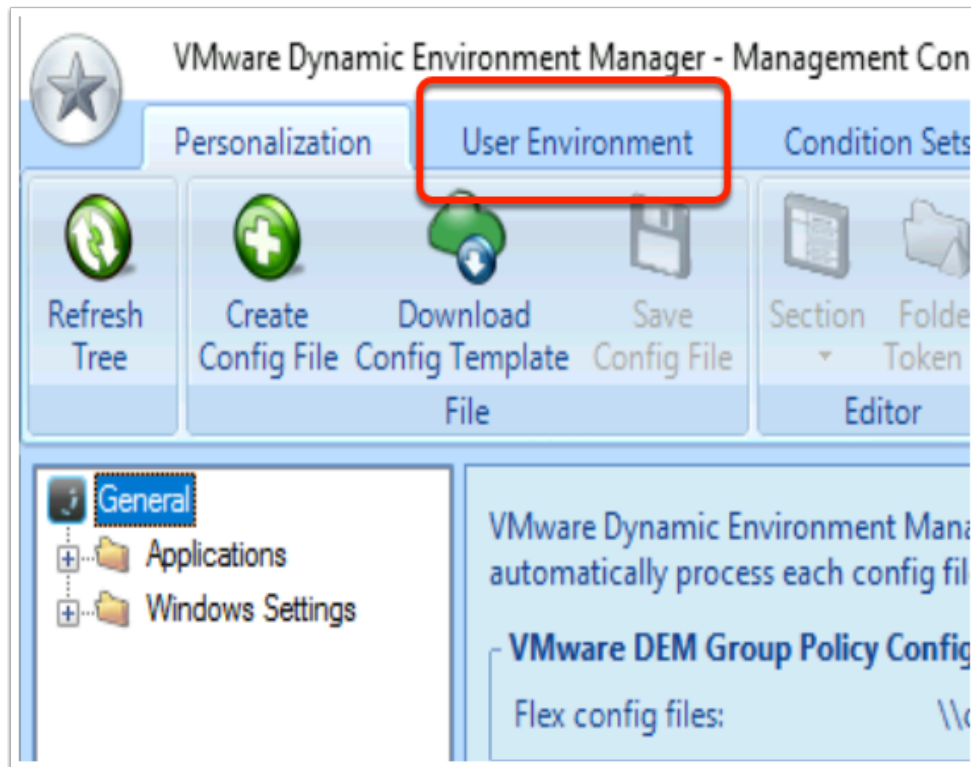 VMware Dynamic Environment Manager - Management Con
Personalization User Environment Condition Sets
Refresh Tree
Create Config File
Download Config Template
Save Config File
Section
Folde
Token
File
Editor
General
Applications
Windows Settings
VMware Dynamic Environment Mana
automatically process each config fil
VMware DEM Group Policy Config
Flex config files: \\